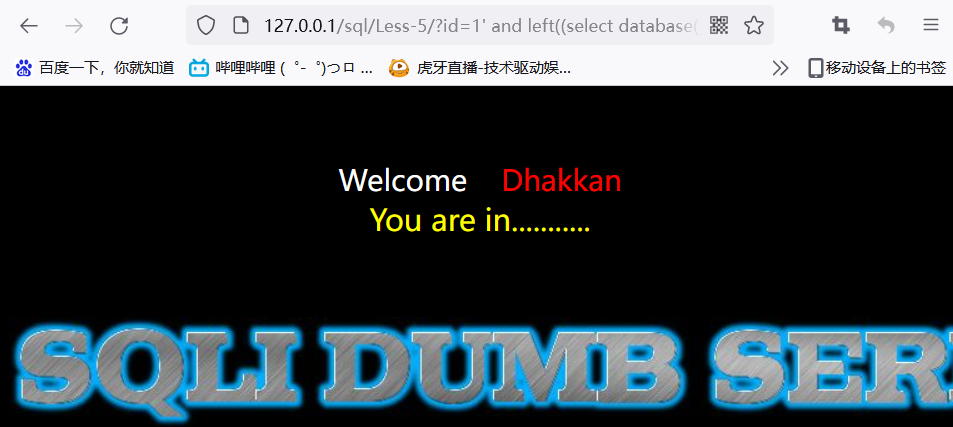 127.0.0.1/sql/Less-5/?id=1' and left((select database(
百度一下，你就知道 哔哩哔哩 ( ゜- ゜)つロ ... 虎牙直播-技术驱动娱... 移动设备上的书签
Welcome Dhakkan
You are in...........
SQLI DUMB SER